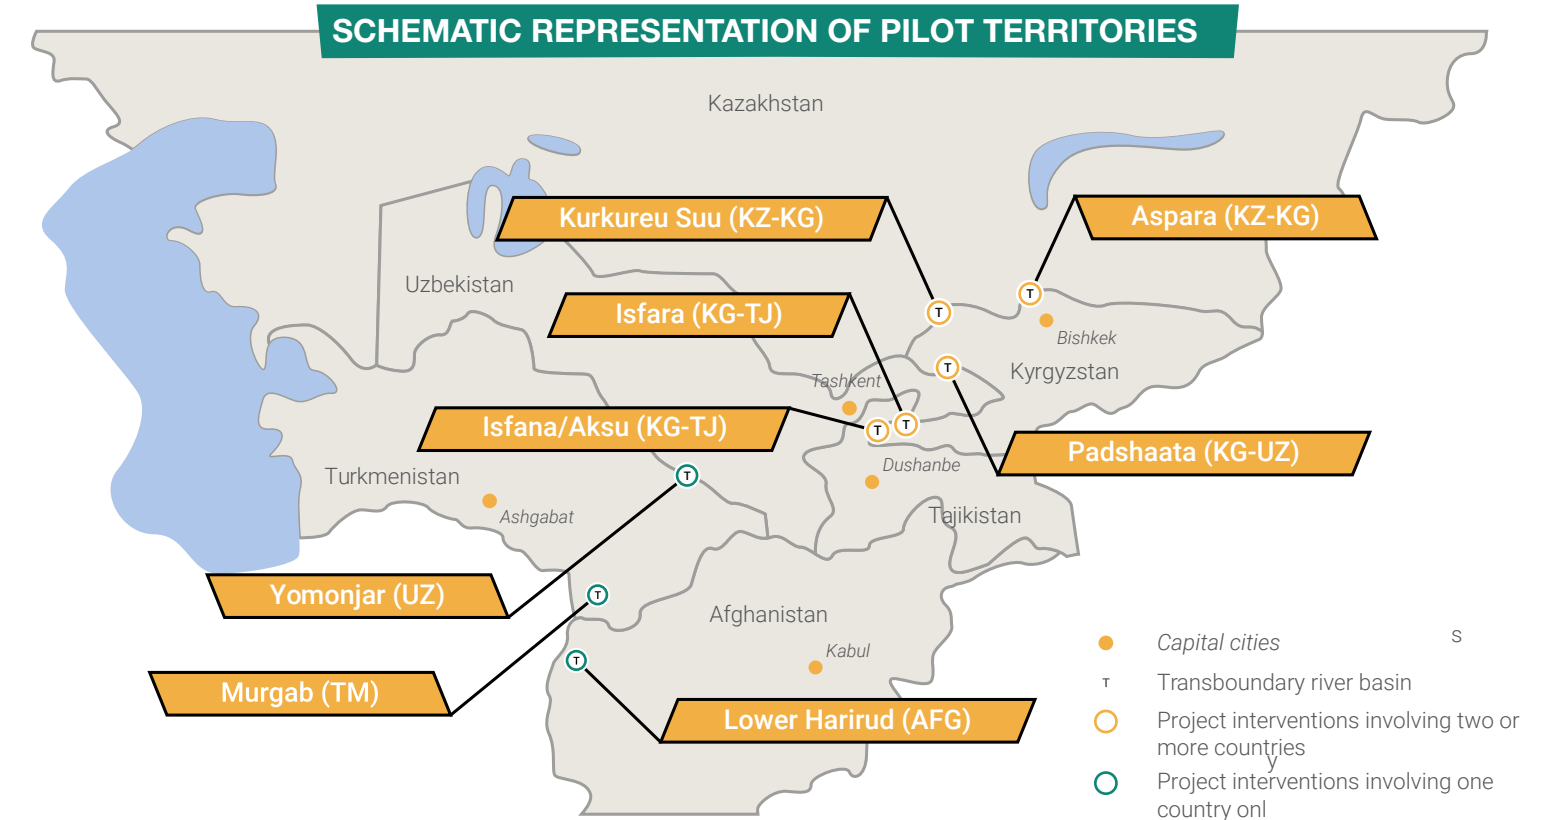 SCHEMATIC REPRESENTATION OF PILOT TERRITORIES
Kazakhstan
Kurkureu Suu (KZ-KG)
Aspara (KZ-KG)
Uzbekistan
Isfara (KG-TJ)
T
T
Bishkek
Kyrgyzstan
T
Tashkent
Isfana/Aksu (KG-TJ)
T
T
Padshaata (KG-UZ)
Dushanbe
Turkmenistan
T
Ashgabat
Tajikistan
Yomonjar (UZ)
T
Afghanistan
Kabul
T
Murgab (TM)
Lower Harirud (AFG)
Capital cities
s
T
Transboundary river basin
Project interventions involving two or
more countries
y
Project interventions involving one
country onl